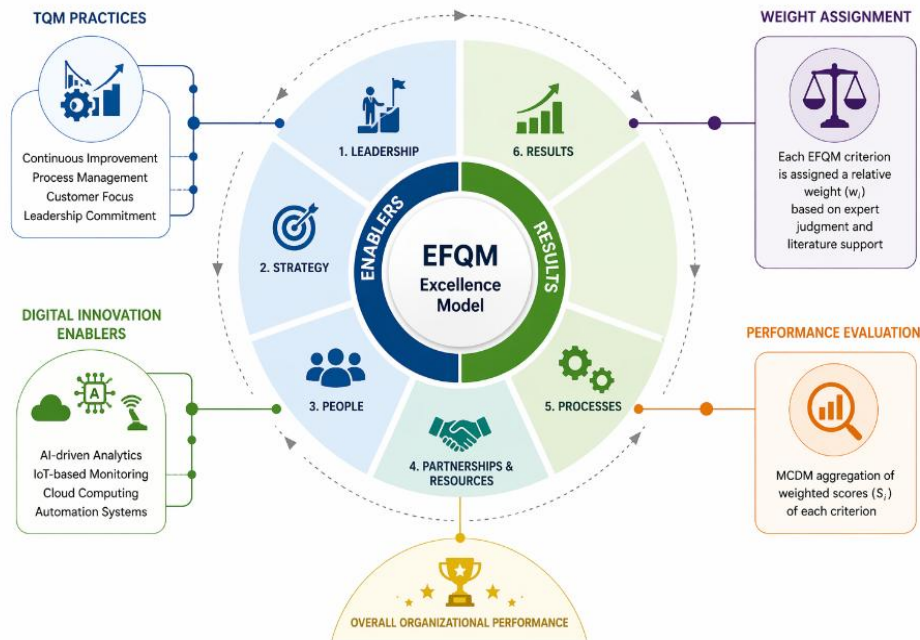 TQM PRACTICES
Continuous Improvement
Process Management
Customer Focus
Leadership Commitment
DIGITAL INNOVATION
ENABLERS
A
AI-driven Analytics
IoT-based Monitoring
Cloud Computing
Automation Systems
1. LEADERSHIP
6. RESULTS
2. STRATEGY
ENABLERS
EFQM
Excellence
Model
RESULTS
3. PEOPLE
5. PROCESSES
4. PARTNERSHIPS &
RESOURCES
OVERALL ORGANIZATIONAL PERFORMANCE
WEIGHT ASSIGNMENT
Each EFQM criterion
is assigned a relative
weight (wᵢ)
based on expert
judgment and
literature support
PERFORMANCE EVALUATION
MCDM aggregation of
weighted scores (Sᵢ)
of each criterion